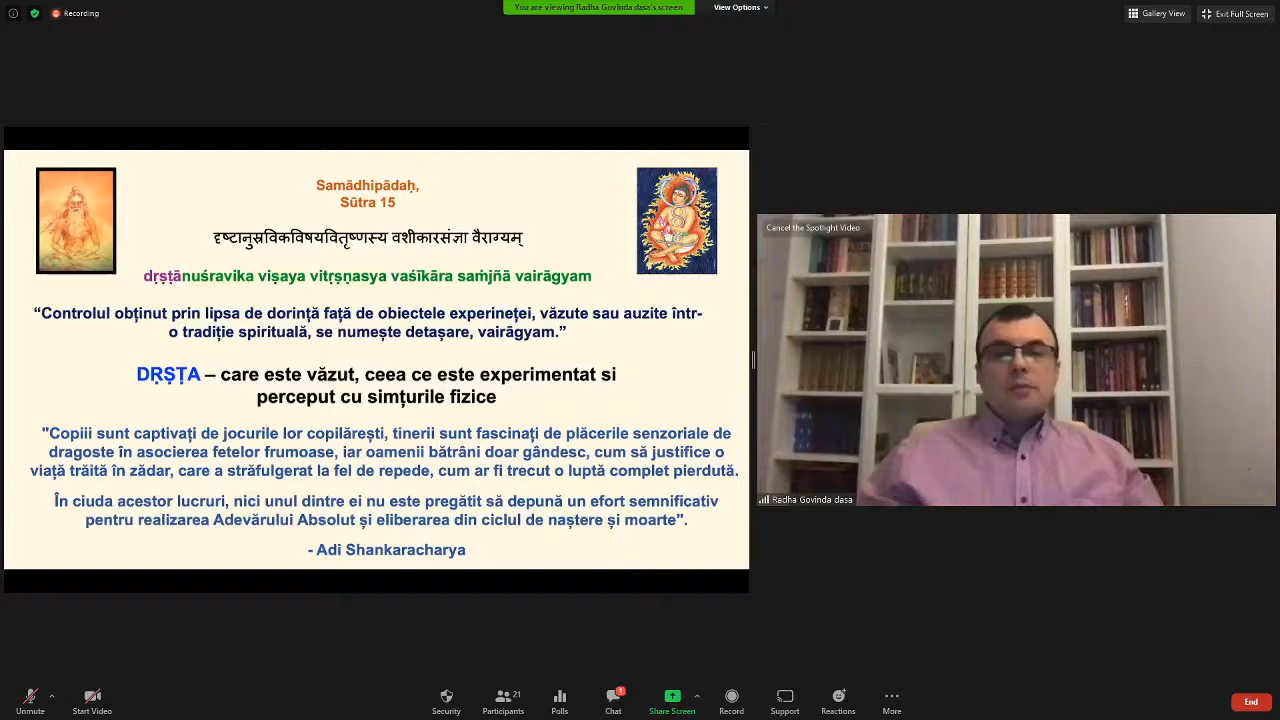 Recording
You are viewing Radha Govinda dasa's screen
View Options
Gallery View
Exit Full Screen
Samādhipādaḥ,
Sūtra 15
दृष्टानुस्रविकविषयवितृष्णस्य वशीकारसंज्ञा वैराग्यम्
dṛṣṭānuśravika viṣaya vitṛṣṇasya vaśīkāra saṁjñā vairāgyam
“Controlul obținut prin lipsa de dorință față de obiectele experineței, văzute sau auzite într-
o tradiție spirituală, se numește detașare, vairāgyam.”
DṚṢṬA – care este văzut, ceea ce este experimentat si
perceput cu simțurile fizice
"Copiii sunt captivați de jocurile lor copilărești, tinerii sunt fascinați de plăcerile senzoriale de
dragoste în asocierea fetelor frumoase, iar oamenii bătrâni doar gândesc, cum să justifice o
viață trăită în zădar, care a străfulgerat la fel de repede, cum ar fi trecut o luptă complet pierdută.
În ciuda acestor lucruri, nici unul dintre ei nu este pregătit să depună un efort semnificativ
pentru realizarea Adevărului Absolut și eliberarea din ciclul de naștere și moarte".
- Adi Shankaracharya
Cancel the Spotlight Video
Radha Govinda dasa
Unmute
Start Video
Security
Participants
21
Polls
Chat
1
Share Screen
Record
Support
Reactions
More
End